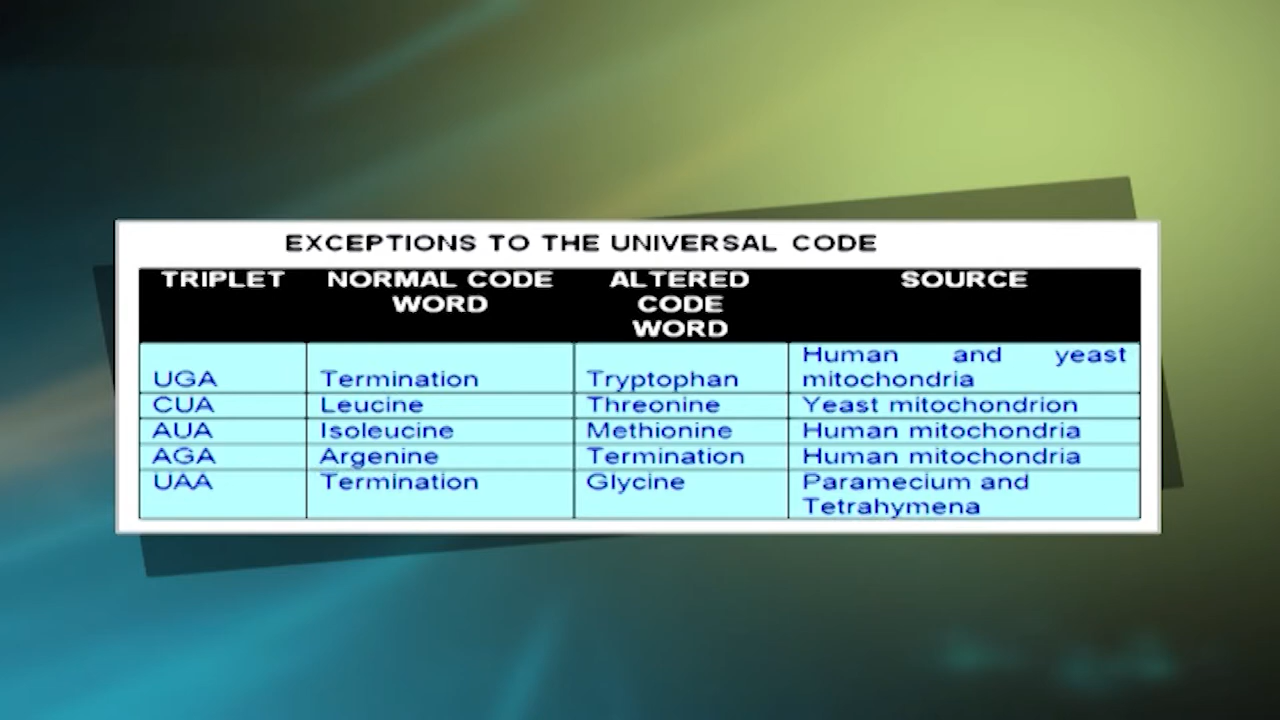 EXCEPTIONS TO THE UNIVERSAL CODE
TRIPLET NORMAL CODE WORD ALTERED CODE WORD SOURCE
UGA Termination Tryptophan Human and yeast mitochondria
CUA Leucine Threonine Yeast mitochondrion
AUA Isoleucine Methionine Human mitochondria
AGA Argenine Termination Human mitochondria
UAA Termination Glycine Paramecium and Tetrahymena